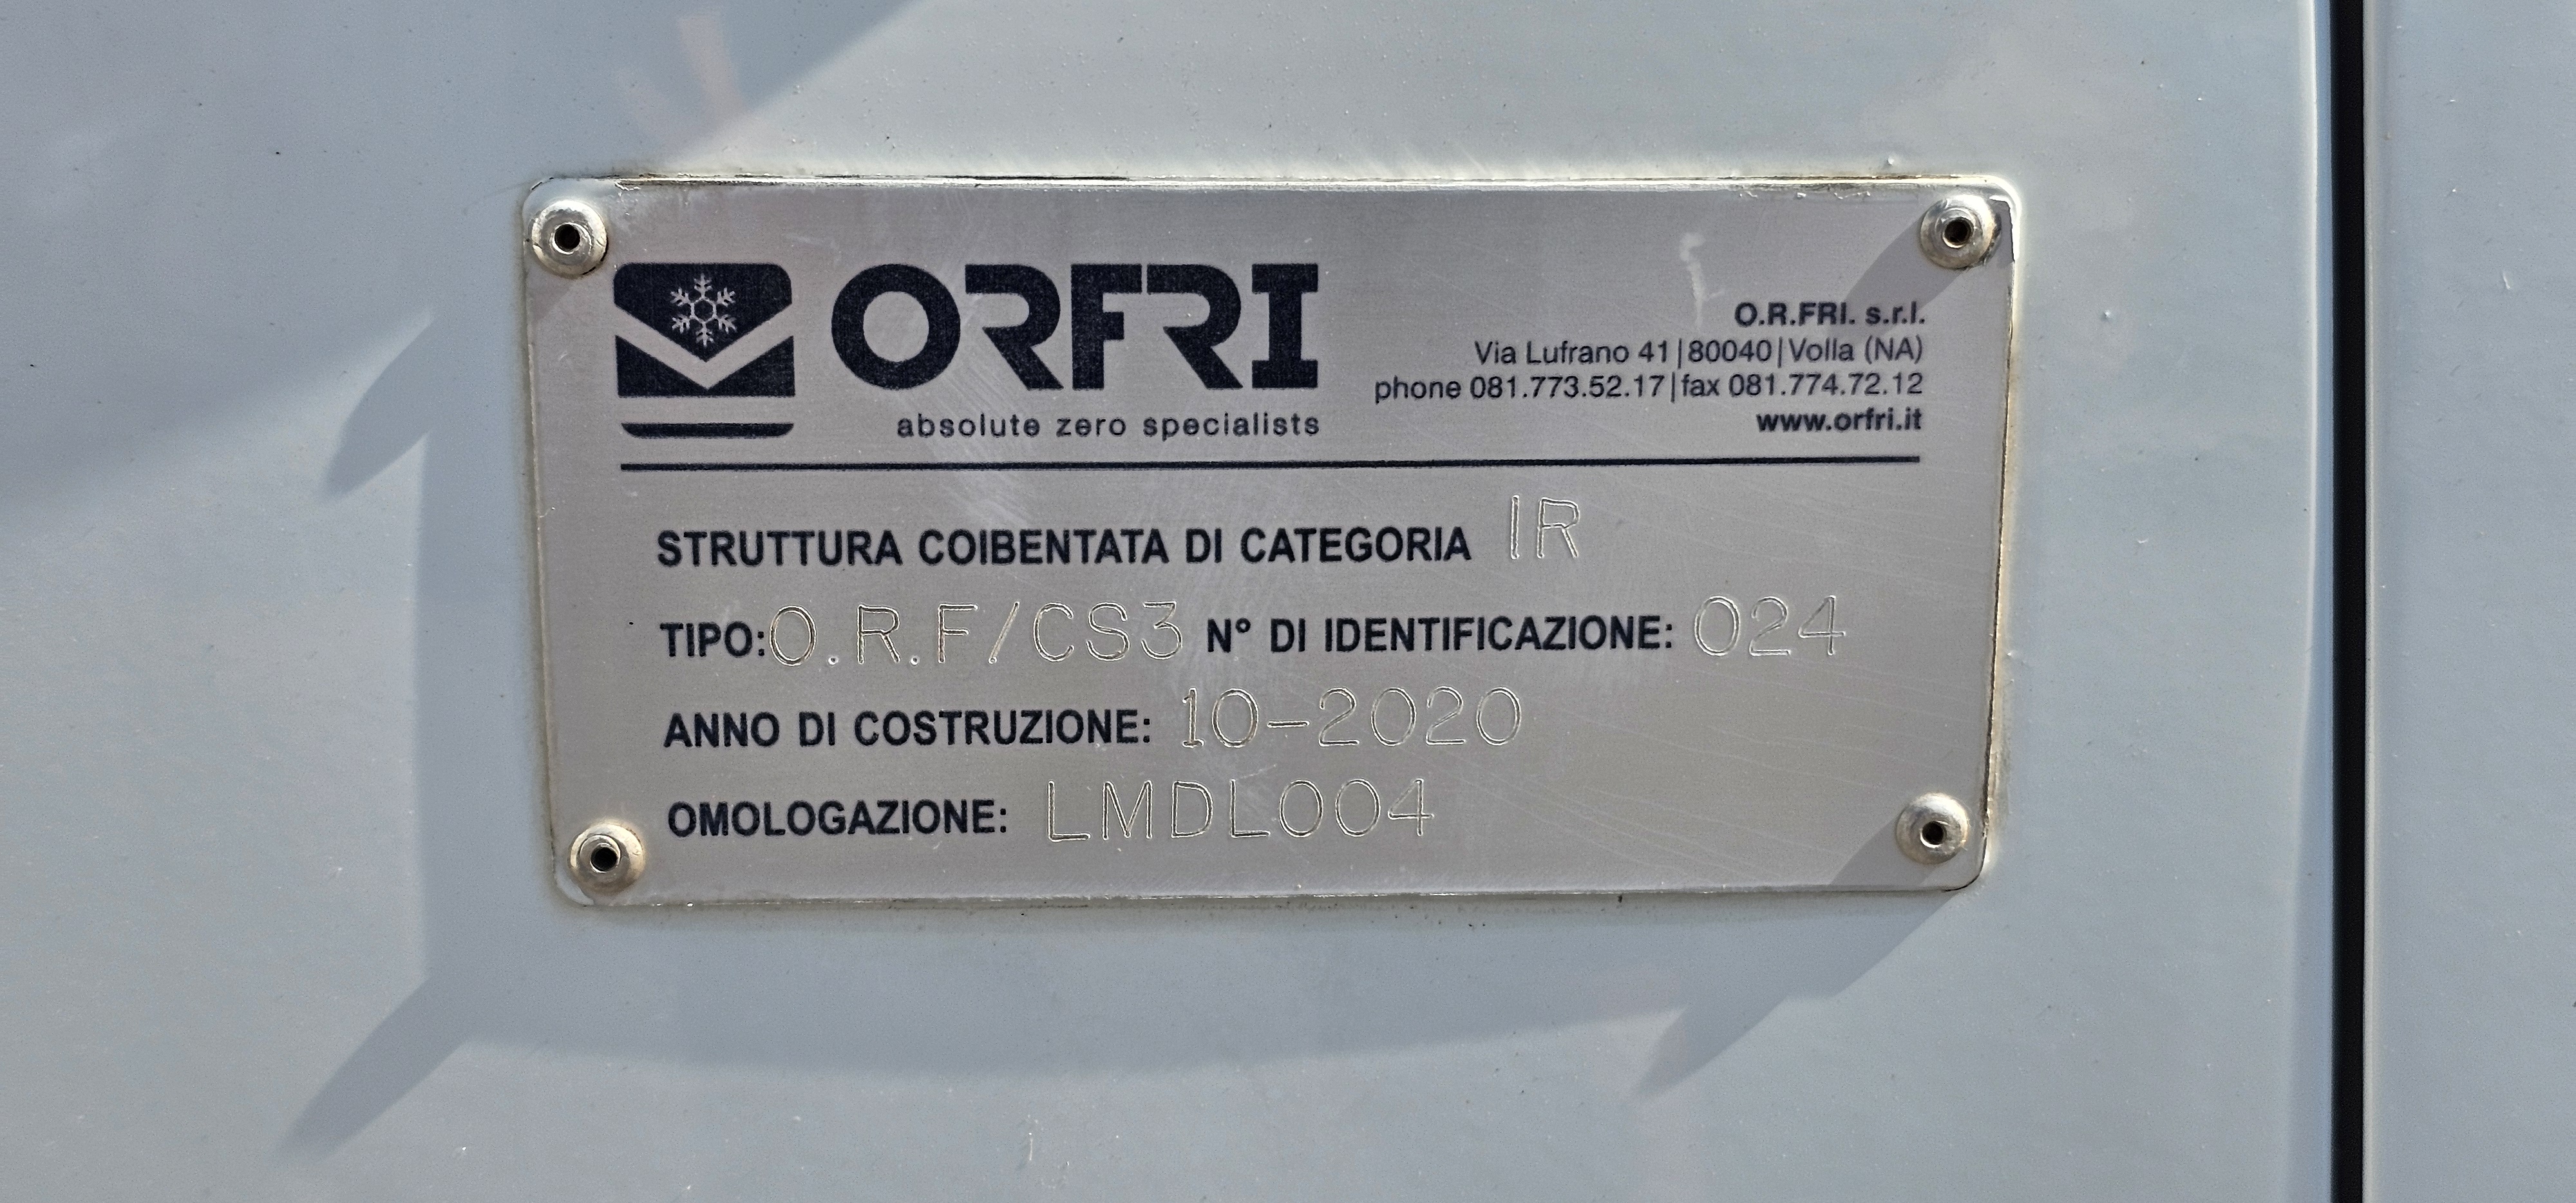 ORFRI
absolute zero specialists
O.R.FRI. s.r.l.
Via Lufrano 41|80040|Volla (NA)
phone 081.773.52.17|fax 081.774.72.12
www.orfri.it
STRUTTURA COIBENTATA DI CATEGORIA IR
TIPO: O.R.F/CS3 N° DI IDENTIFICAZIONE: 024
ANNO DI COSTRUZIONE: 10-2020
OMOLOGAZIONE: LMDL004